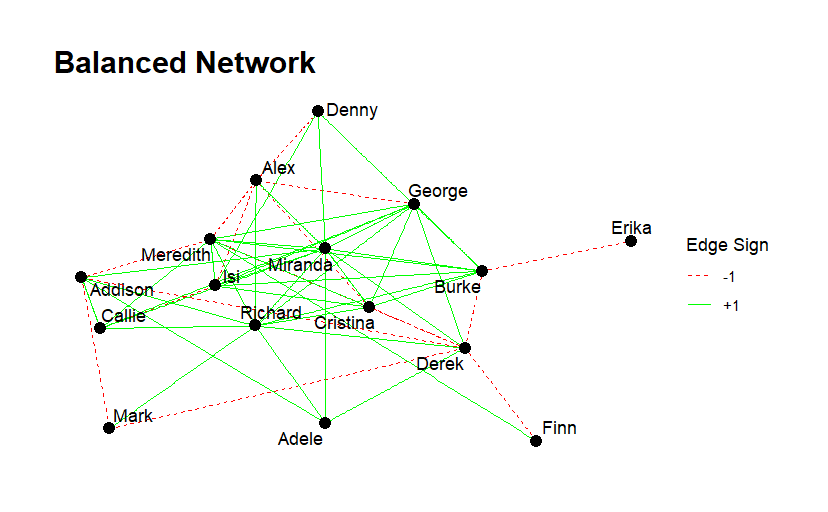 Balanced Network
Denny
Alex
George
Erika
Edge Sign
Meredith
Miranda
Isi
-1
Burke
Addison
+1
Callie
Richard
Cristina
Derek
Mark
Adele
Finn